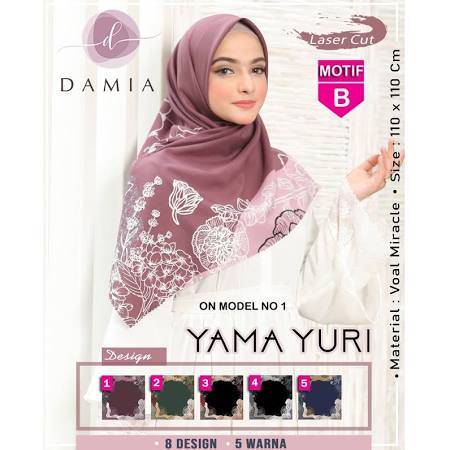 d
DAMIA
Laser Cut
MOTIF
B
• Material : Voal Miracle • Size : 110 x 110 Cm
ON MODEL NO 1
YAMA YURI
Design
1 2 3 4 5
• 8 DESIGN • 5 WARNA